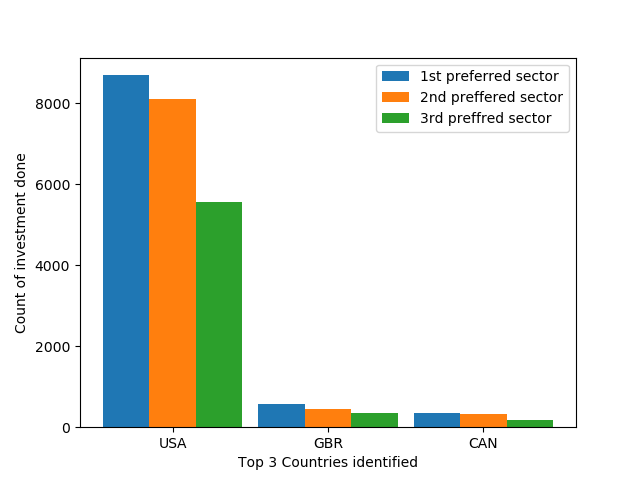 1st preferred sector
2nd preffered sector
3rd preffred sector
8000
6000
4000
2000
0
Count of investment done
USA GBR CAN
Top 3 Countries identified